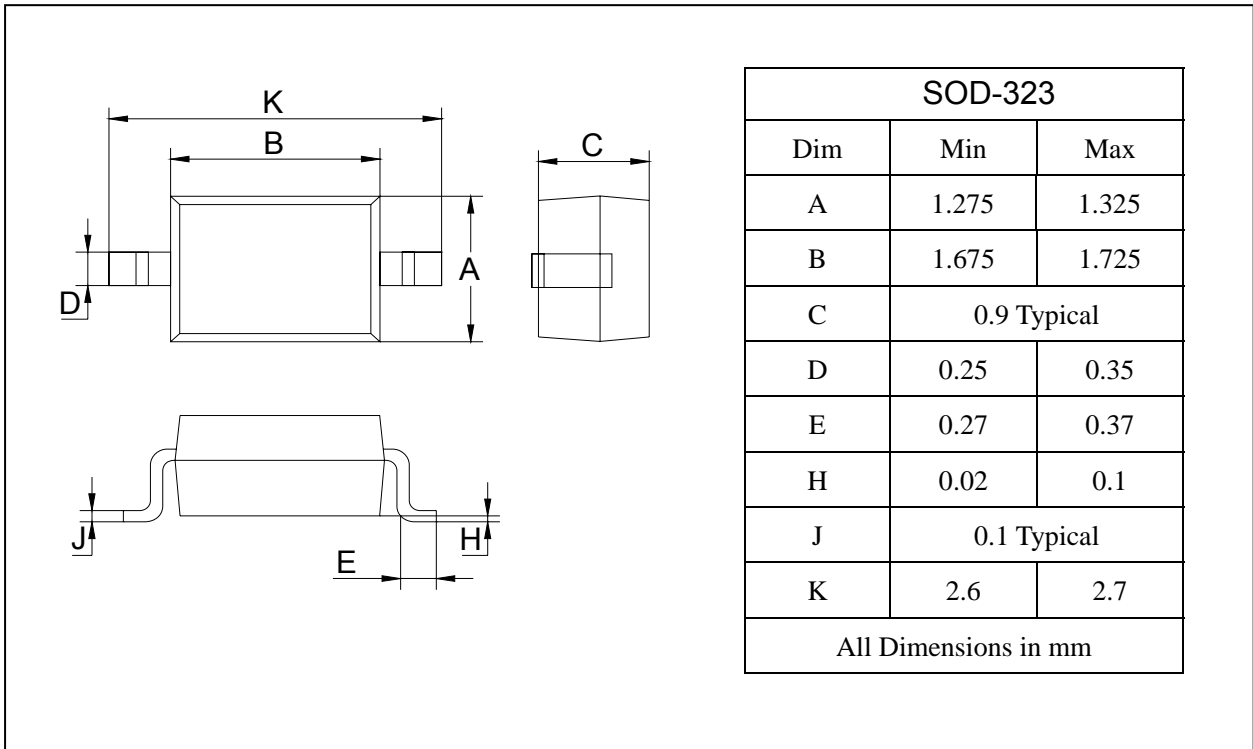 K
B
C
A
D
J
E
H
SOD-323
Dim Min Max
A 1.275 1.325
B 1.675 1.725
C 0.9 Typical
D 0.25 0.35
E 0.27 0.37
H 0.02 0.1
J 0.1 Typical
K 2.6 2.7
All Dimensions in mm